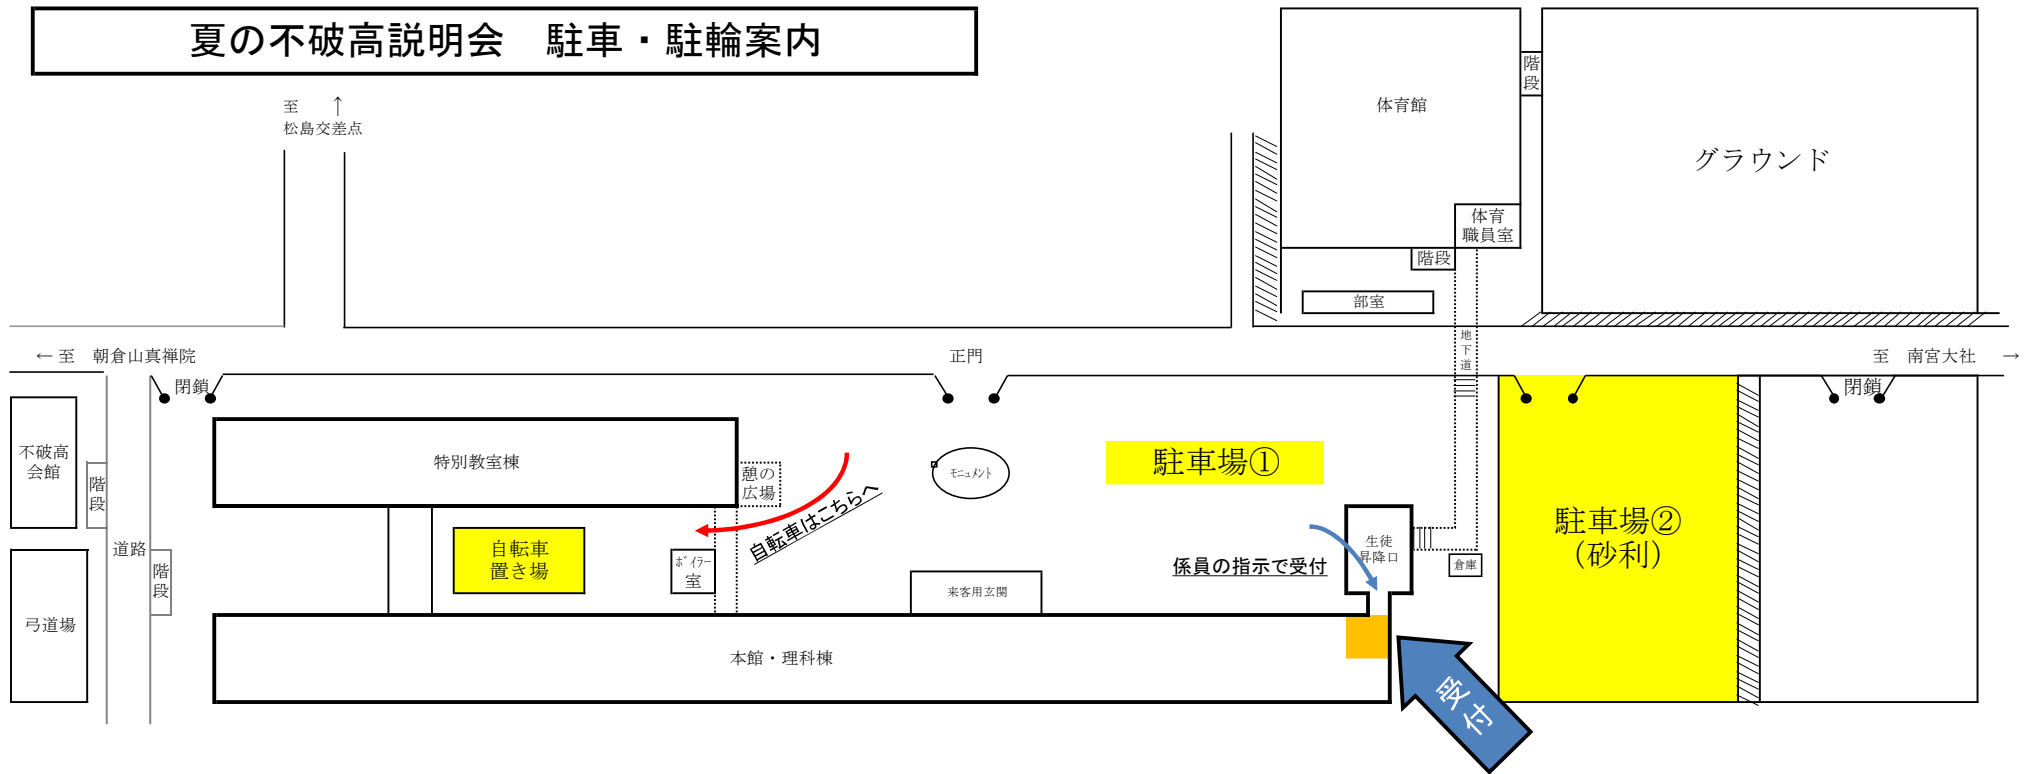 夏の不破高説明会　駐車・駐輪案内
至　↑
松島交差点
体育館
階
段
グラウンド
体育
職員室
階段
部室
地
下
道
← 至　朝倉山真禅院
正門
至　南宮大社　→
閉鎖
閉鎖
不破高
会館
階
段
特別教室棟
憩の
広場
自転車はこちらへ
モニュメント
駐車場①
駐車場②
（砂利）
道路
階
段
自転車
置き場
ボイラー
室
係員の指示で受付
生徒
昇降口
倉庫
来客用玄関
弓道場
本館・理科棟
受
付